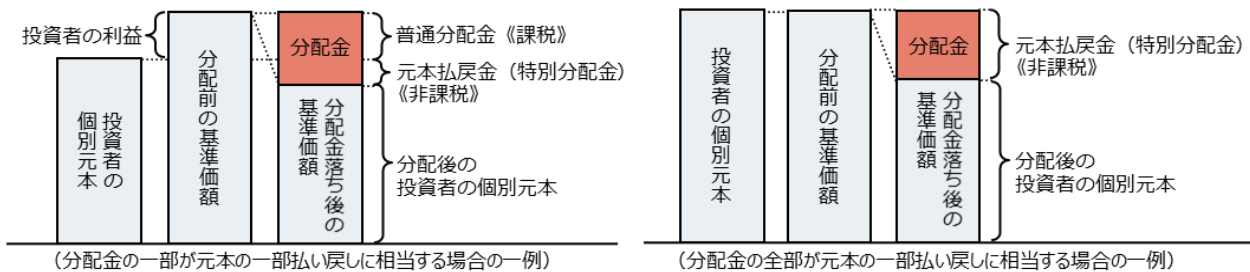 投資者の利益
投資者の
個別元本
分配前の基準価額
分配金
分配金落ち後の
基準価額
普通分配金《課税》
元本払戻金（特別分配金）
《非課税》
分配後の
投資者の個別元本
（分配金の一部が元本の一部払い戻しに相当する場合の一例）
投資者の個別元本
分配前の基準価額
分配金
分配金落ち後の
基準価額
元本払戻金（特別分配金）
《非課税》
分配後の
投資者の個別元本
（分配金の全部が元本の一部払い戻しに相当する場合の一例）